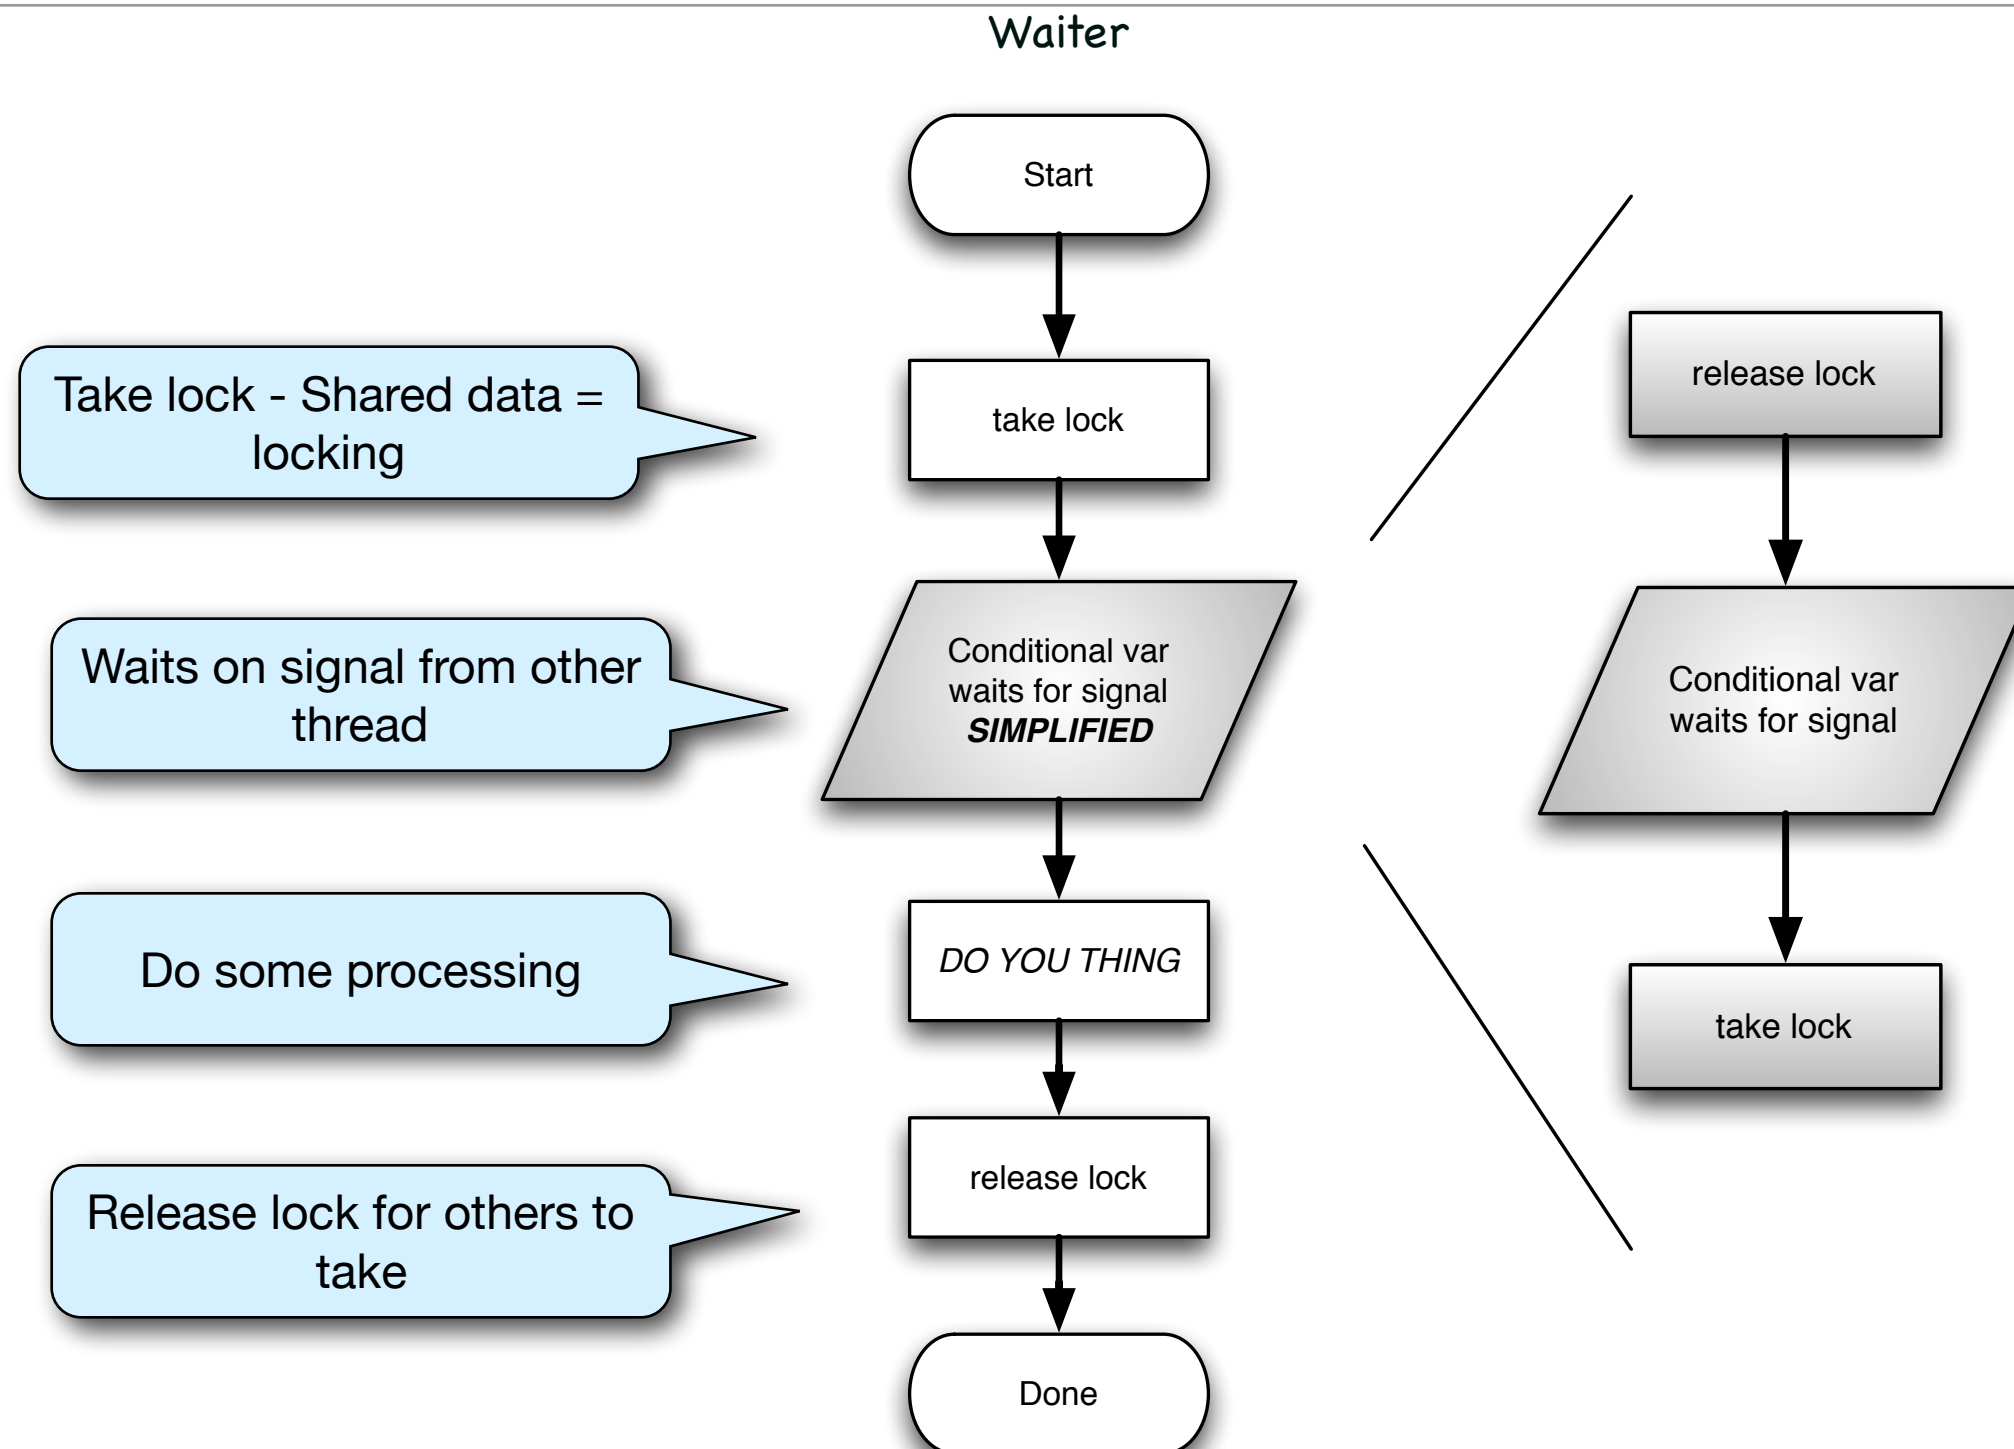 Waiter
Start
Take lock - Shared data =
locking
take lock
Waits on signal from other
thread
Conditional var
waits for signal
SIMPLIFIED
Do some processing
DO YOU THING
Release lock for others to
take
release lock
Done
release lock
Conditional var
waits for signal
take lock